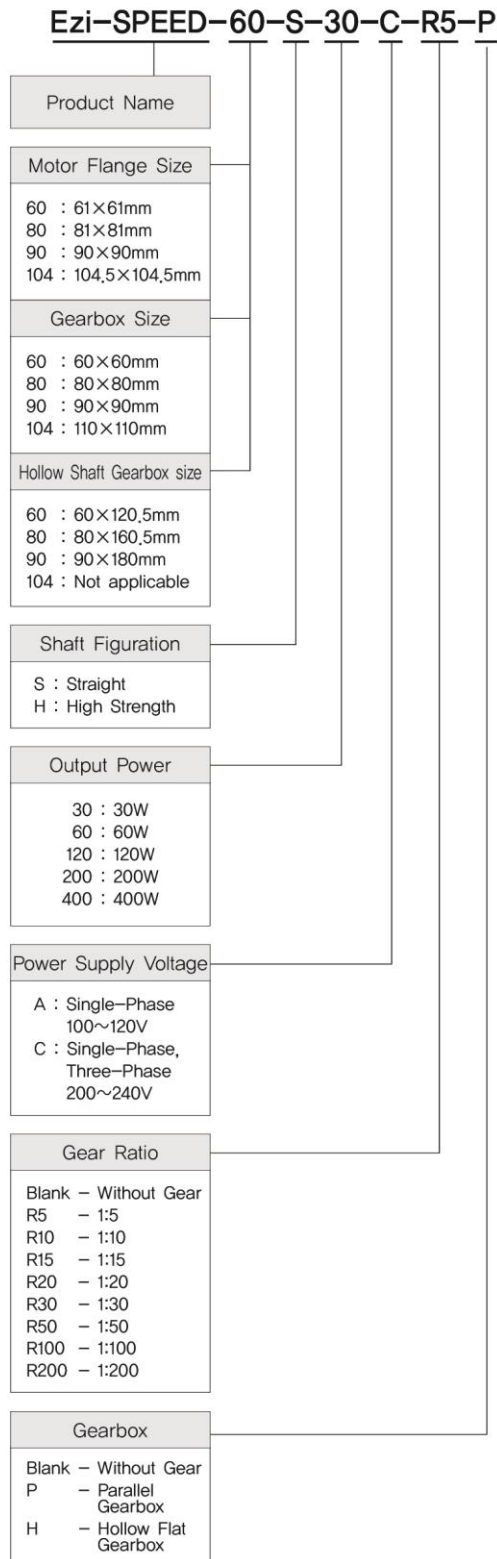 Ezi-SPEED-60-S-30-C-R5-P
Product Name
Motor Flange Size
60 : 61×61mm
80 : 81×81mm
90 : 90×90mm
104 : 104.5×104.5mm
Gearbox Size
60 : 60×60mm
80 : 80×80mm
90 : 90×90mm
104 : 110×110mm
Hollow Shaft Gearbox size
60 : 60×120.5mm
80 : 80×160.5mm
90 : 90×180mm
104 : Not applicable
Shaft Figuration
S : Straight
H : High Strength
Output Power
30 : 30W
60 : 60W
120 : 120W
200 : 200W
400 : 400W
Power Supply Voltage
A : Single-Phase
100~120V
C : Single-Phase,
Three-Phase
200~240V
Gear Ratio
Blank - Without Gear
R5 - 1:5
R10 - 1:10
R15 - 1:15
R20 - 1:20
R30 - 1:30
R50 - 1:50
R100 - 1:100
R200 - 1:200
Gearbox
Blank - Without Gear
P - Parallel
Gearbox
H - Hollow Flat
Gearbox